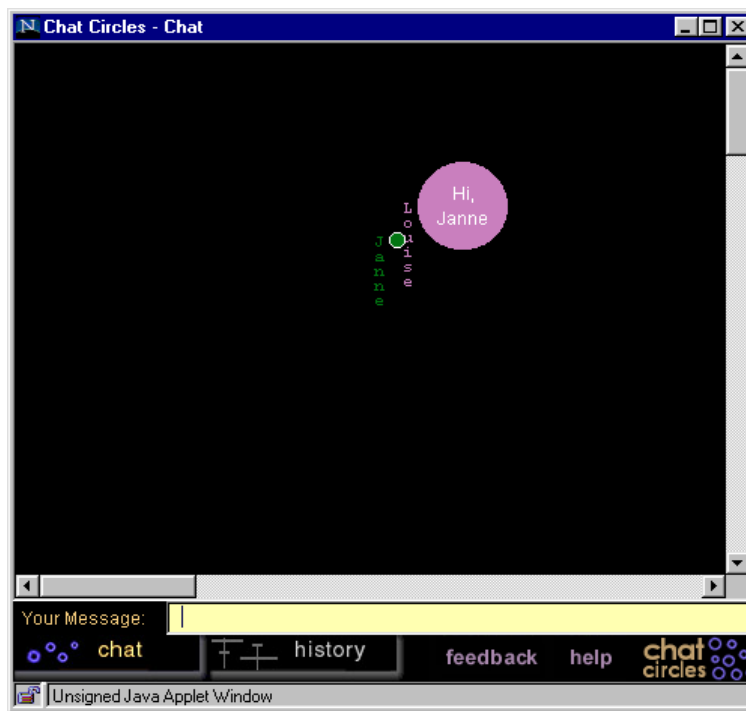 Chat Circles - Chat
Hi,
Janne
Louise
Janne
Your Message:
chat
history
feedback
help
chat
circles
Unsigned Java Applet Window